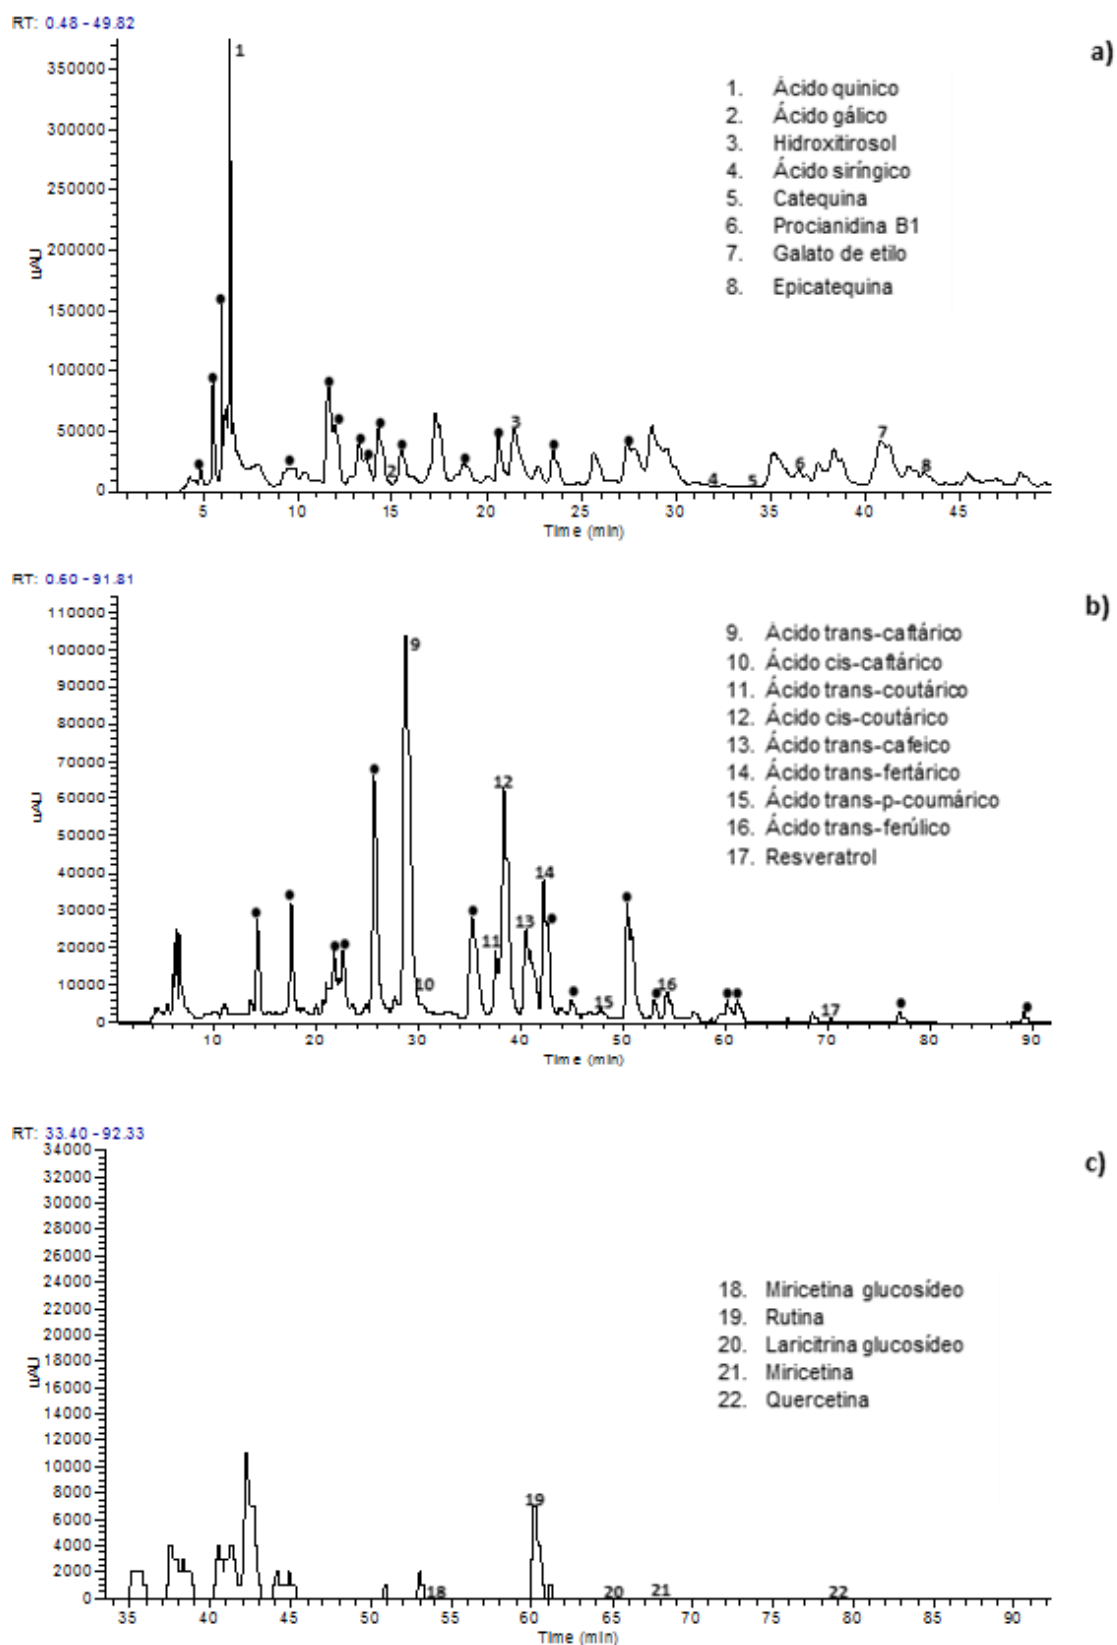 RT: 0.48 - 49.82
a)
350000
300000
250000
200000
150000
100000
50000
0
uAU
1
2
3
4
5
6
7
8
1. Ácido quinico
2. Ácido gálico
3. Hidroxitirosol
4. Ácido siríngico
5. Catequina
6. Procianidina B1
7. Galato de etilo
8. Epicatequina
5 10 15 20 25 30 35 40 45
Time (min)
RT: 0.60 - 91.81
b)
110000
100000
90000
80000
70000
60000
50000
40000
30000
20000
10000
0
uAU
9
10
11
12
13
14
15
16
17
9. Ácido trans-caftárico
10. Ácido cis-caftárico
11. Ácido trans-coutárico
12. Ácido cis-coutárico
13. Ácido trans-cafeico
14. Ácido trans-fertárico
15. Ácido trans-p-coumárico
16. Ácido trans-ferúlico
17. Resveratrol
10 20 30 40 50 60 70 80 90
Time (min)
RT: 33.40 - 92.33
c)
34000
32000
30000
28000
26000
24000
22000
20000
18000
16000
14000
12000
10000
8000
6000
4000
2000
0
uAU
18
19
20
21
22
18. Miricetina glucosídeo
19. Rutina
20. Laricitrina glucosídeo
21. Miricetina
22. Quercetina
35 40 45 50 55 60 65 70 75 80 85 90
Time (min)